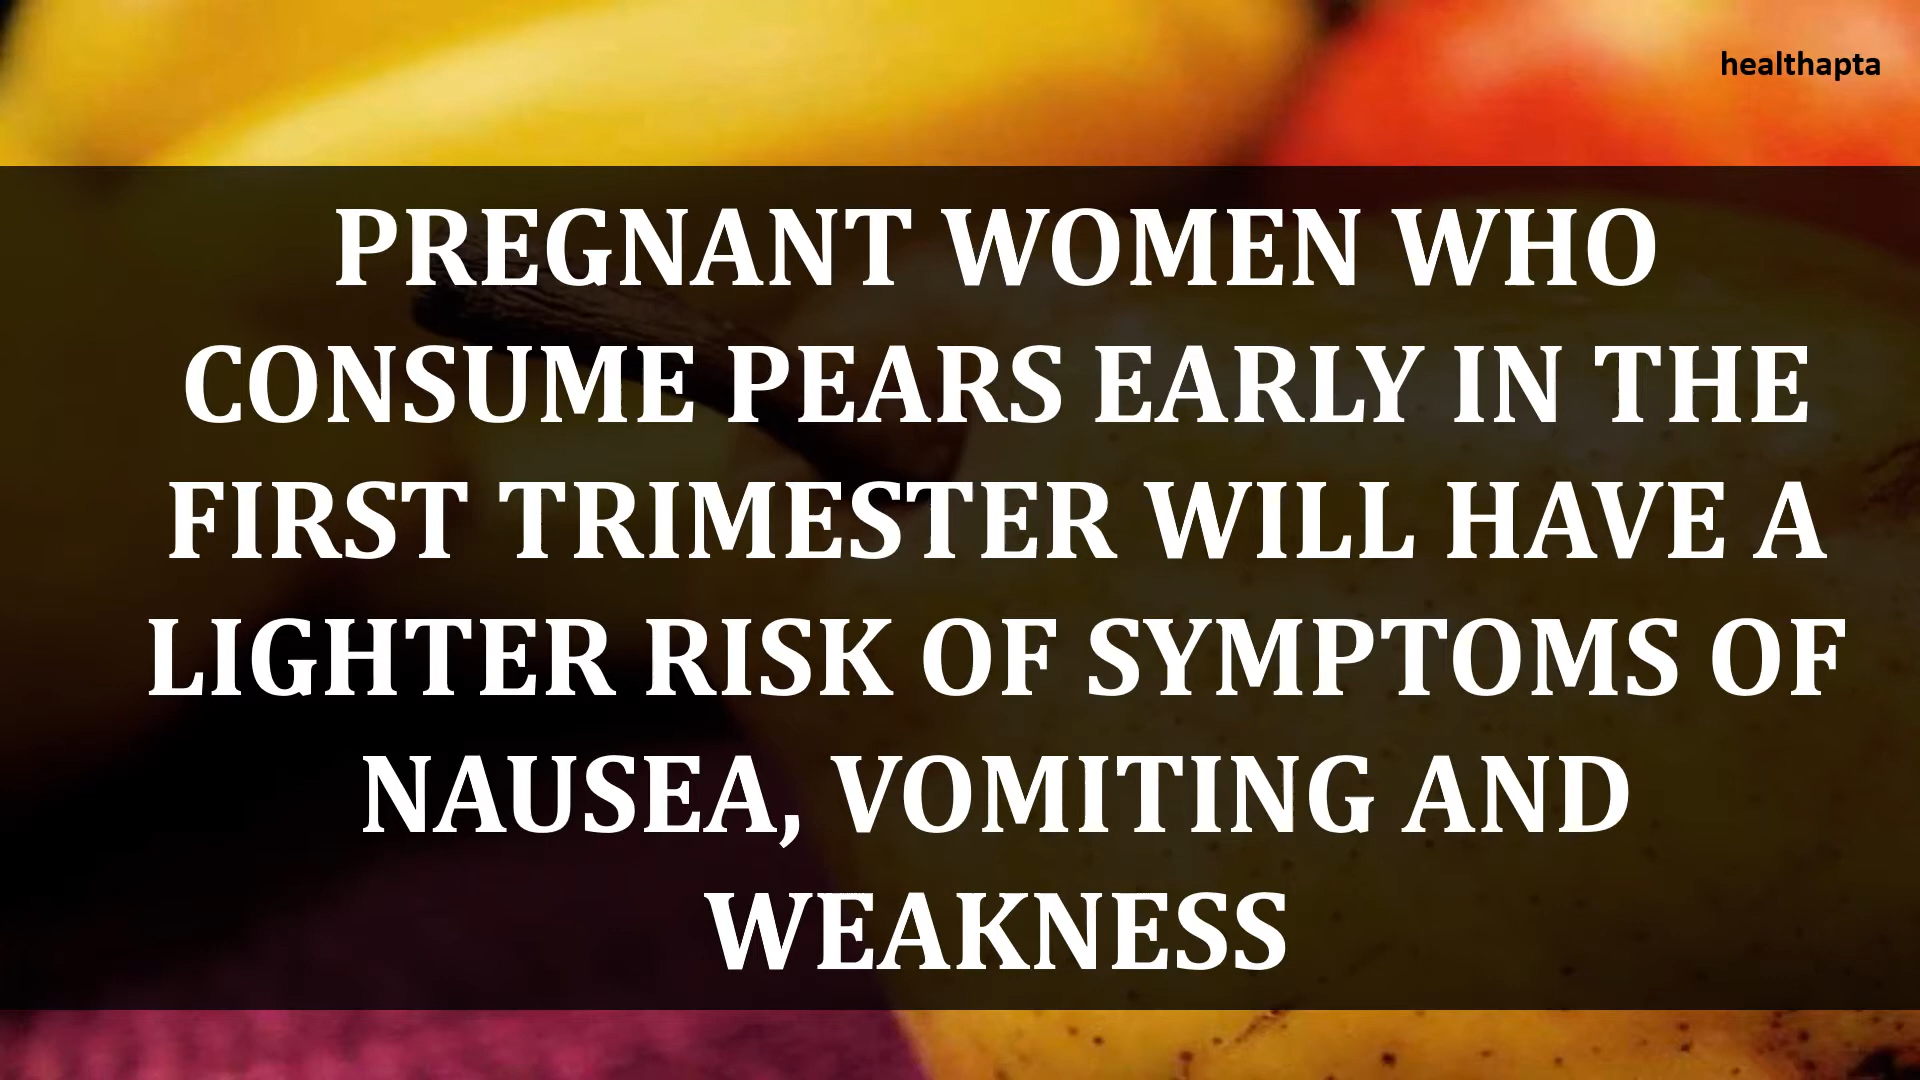 healthapta
PREGNANT WOMEN WHO
CONSUME PEARS EARLY IN THE
FIRST TRIMESTER WILL HAVE A
LIGHTER RISK OF SYMPTOMS OF
NAUSEA, VOMITING AND
WEAKNESS